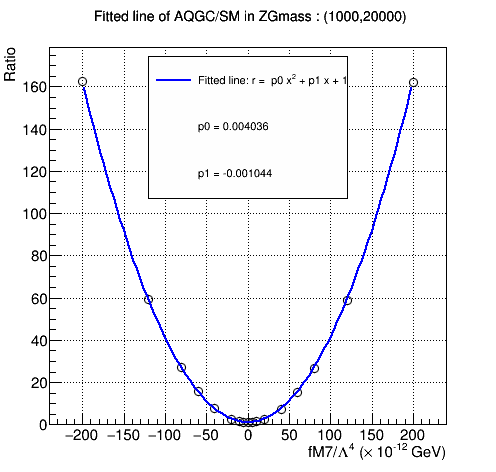 Fitted line of AQGC/SM in ZGmass : (1000,20000)
Ratio
Fitted line: r = p0 x² + p1 x + 1
p0 = 0.004036
p1 = -0.001044
160
140
120
100
80
60
40
20
0
−200 −150 −100 −50 0 50 100 150 200
fM7/Λ⁴ (× 10⁻¹² GeV)